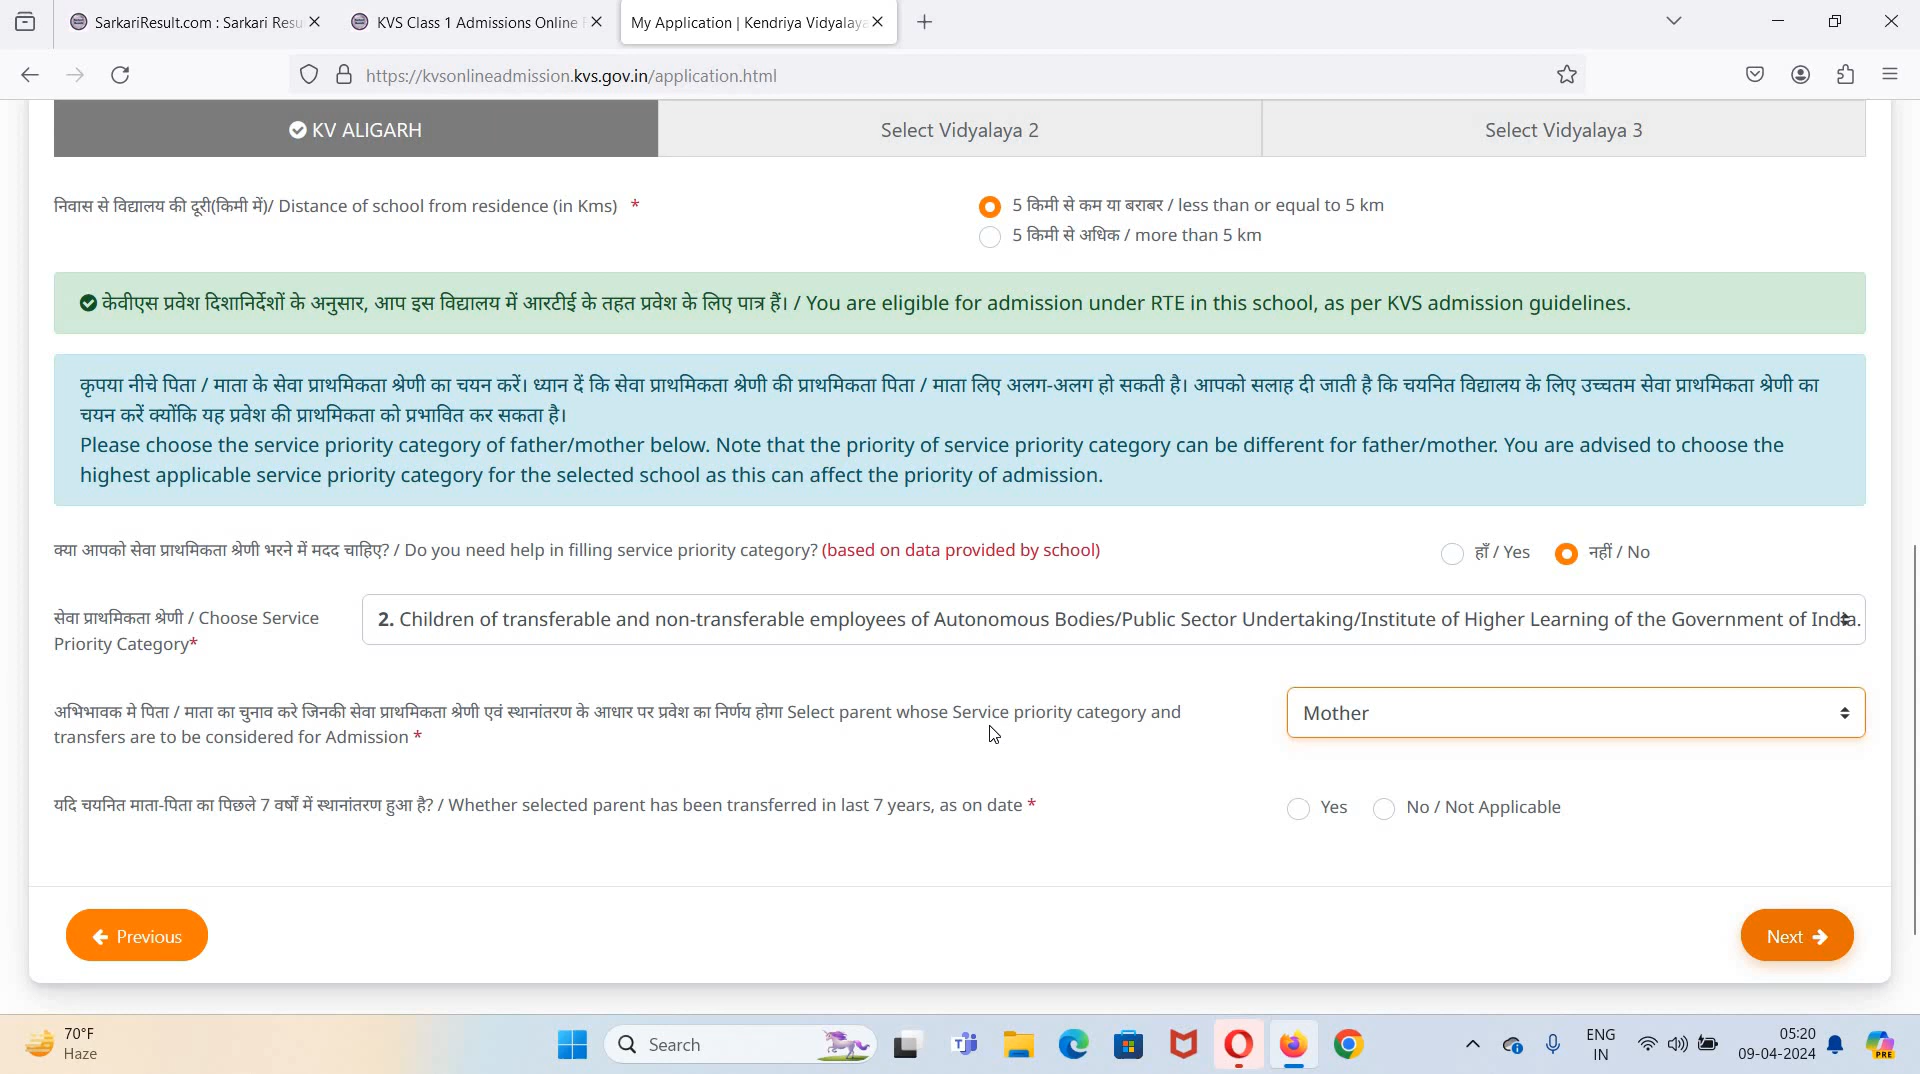 SarkariResult.com : Sarkari Resu
KVS Class 1 Admissions Online
My Application | Kendriya Vidyalaya
https://kvsonlineadmission.kvs.gov.in/application.html
KV ALIGARH
Select Vidyalaya 2
Select Vidyalaya 3
निवास से विद्यालय की दूरी(किमी में)/ Distance of school from residence (in Kms) *
5 किमी से कम या बराबर / less than or equal to 5 km
5 किमी से अधिक / more than 5 km
केवीएस प्रवेश दिशानिर्देशों के अनुसार, आप इस विद्यालय में आरटीई के तहत प्रवेश के लिए पात्र हैं। / You are eligible for admission under RTE in this school, as per KVS admission guidelines.
कृपया नीचे पिता / माता के सेवा प्राथमिकता श्रेणी का चयन करें। ध्यान दें कि सेवा प्राथमिकता श्रेणी की प्राथमिकता पिता / माता लिए अलग-अलग हो सकती है। आपको सलाह दी जाती है कि चयनित विद्यालय के लिए उच्चतम सेवा प्राथमिकता श्रेणी का
चयन करें क्योंकि यह प्रवेश की प्राथमिकता को प्रभावित कर सकता है।
Please choose the service priority category of father/mother below. Note that the priority of service priority category can be different for father/mother. You are advised to choose the
highest applicable service priority category for the selected school as this can affect the priority of admission.
क्या आपको सेवा प्राथमिकता श्रेणी भरने में मदद चाहिए? / Do you need help in filling service priority category? (based on data provided by school)
हाँ / Yes
नहीं / No
सेवा प्राथमिकता श्रेणी / Choose Service
Priority Category*
2. Children of transferable and non-transferable employees of Autonomous Bodies/Public Sector Undertaking/Institute of Higher Learning of the Government of India.
अभिभावक मे पिता / माता का चुनाव करे जिनकी सेवा प्राथमिकता श्रेणी एवं स्थानांतरण के आधार पर प्रवेश का निर्णय होगा Select parent whose Service priority category and
transfers are to be considered for Admission *
Mother
यदि चयनित माता-पिता का पिछले 7 वर्षों में स्थानांतरण हुआ है? / Whether selected parent has been transferred in last 7 years, as on date *
Yes
No / Not Applicable
Previous
Next
70°F
Haze
Search
ENG
IN
05:20
09-04-2024
PRE